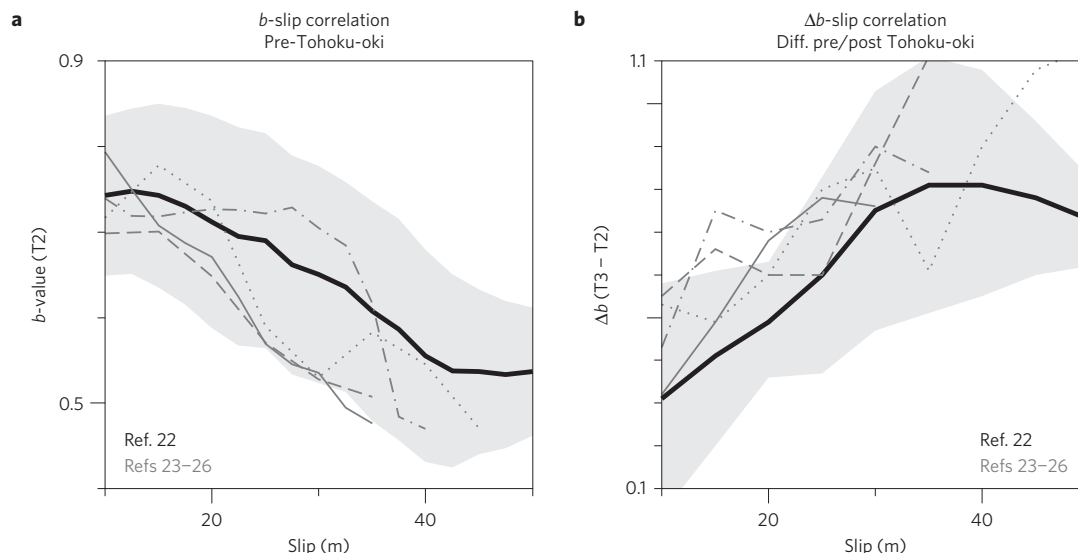 a
b-slip correlation
Pre-Tohoku-oki
0.9
0.5
b-value (T2)
Ref. 22
Refs 23–26
20
40
Slip (m)
b
Δb-slip correlation
Diff. pre/post Tohoku-oki
1.1
0.1
Δb (T3 – T2)
Ref. 22
Refs 23–26
20
40
Slip (m)